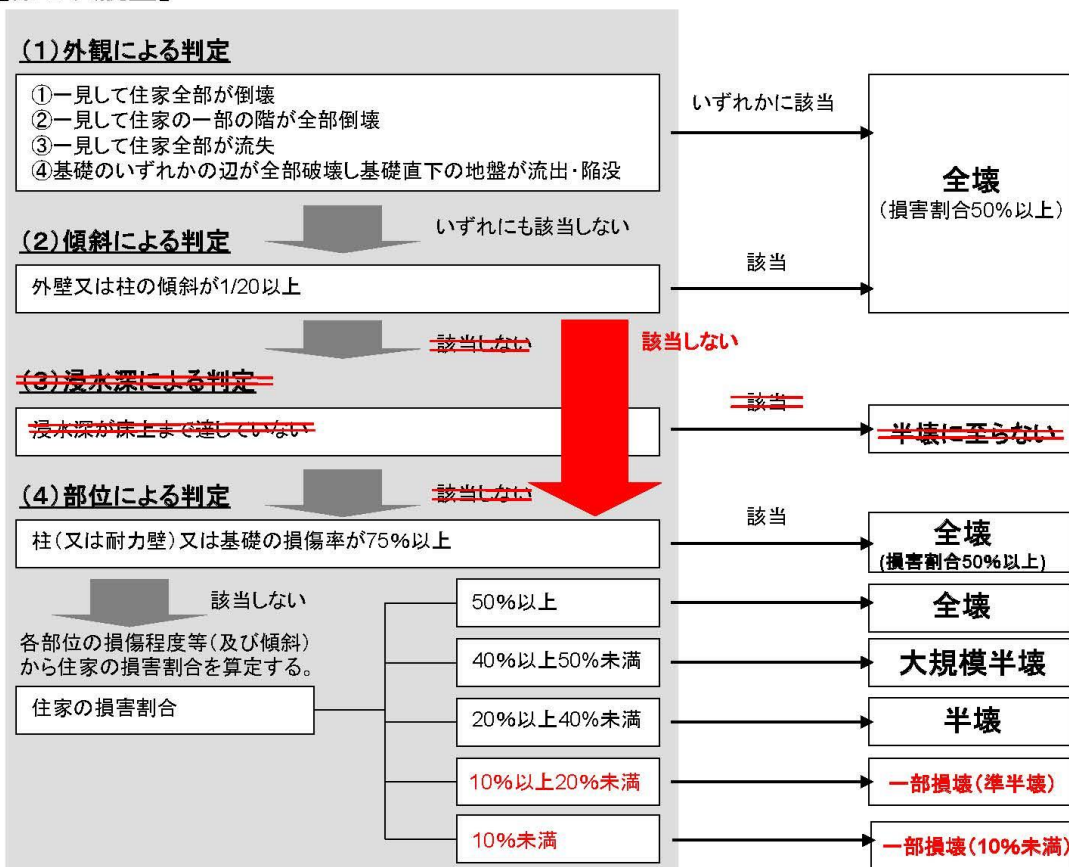 (1)外観による判定
①一見して住家全部が倒壊
②一見して住家の一部の階が全部倒壊
③一見して住家全部が流失
④基礎のいずれかの辺が全部破壊し基礎直下の地盤が流出・陥没
いずれかに該当
全壊
(損害割合50%以上)
いずれにも該当しない
(2)傾斜による判定
外壁又は柱の傾斜が1/20以上
該当
該当しない
該当しない
(3)浸水深による判定
浸水深が床上まで達していない
該当
半壊に至らない
該当しない
(4)部位による判定
柱(又は耐力壁)又は基礎の損傷率が75%以上
該当
全壊
(損害割合50%以上)
該当しない
各部位の損傷程度等(及び傾斜)
から住家の損害割合を算定する。
住家の損害割合
50%以上
全壊
40%以上50%未満
大規模半壊
20%以上40%未満
半壊
10%以上20%未満
一部損壊(準半壊)
10%未満
一部損壊(10%未満)